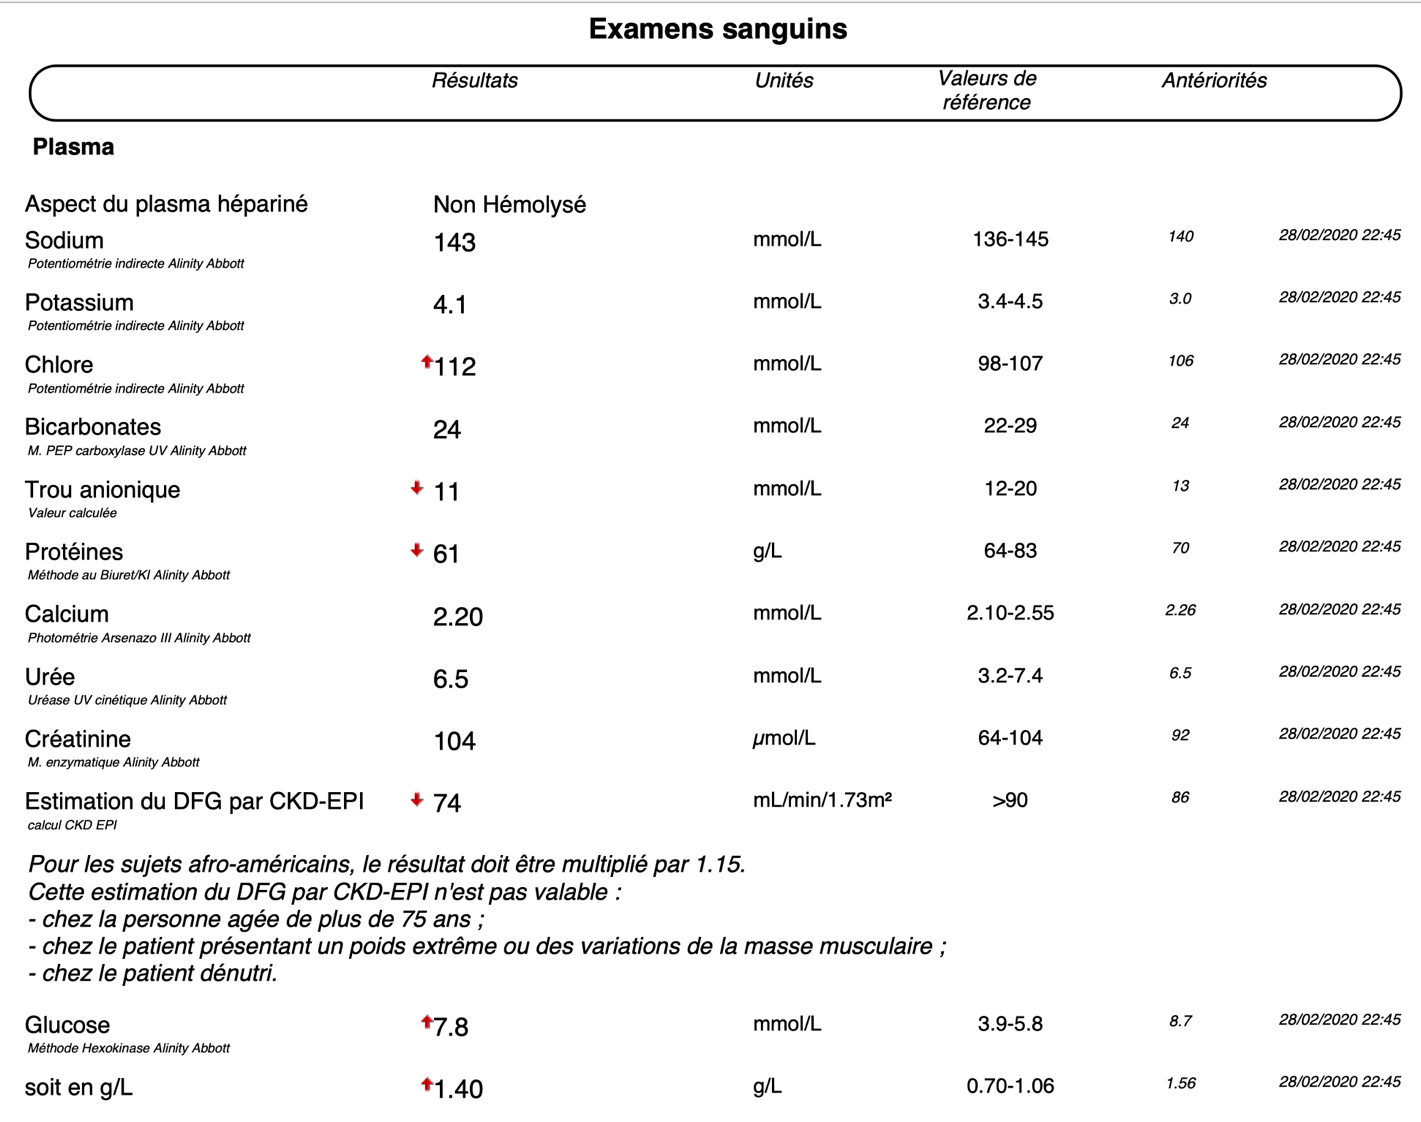 Examens sanguins
Résultats Unités Valeurs de référence Antériorités
Plasma
Aspect du plasma hépariné Non Hémolysé
Sodium 143 mmol/L 136-145 140 28/02/2020 22:45
Potentiométrie indirecte Alinity Abbott
Potassium 4.1 mmol/L 3.4-4.5 3.0 28/02/2020 22:45
Potentiométrie indirecte Alinity Abbott
Chlore 112 mmol/L 98-107 106 28/02/2020 22:45
Potentiométrie indirecte Alinity Abbott
Bicarbonates 24 mmol/L 22-29 24 28/02/2020 22:45
M. PEP carboxylase UV Alinity Abbott
Trou anionique 11 mmol/L 12-20 13 28/02/2020 22:45
Valeur calculée
Protéines 61 g/L 64-83 70 28/02/2020 22:45
Méthode au Biuret/KI Alinity Abbott
Calcium 2.20 mmol/L 2.10-2.55 2.26 28/02/2020 22:45
Photométrie Arsenazo III Alinity Abbott
Urée 6.5 mmol/L 3.2-7.4 6.5 28/02/2020 22:45
Uréase UV cinétique Alinity Abbott
Créatinine 104 µmol/L 64-104 92 28/02/2020 22:45
M. enzymatique Alinity Abbott
Estimation du DFG par CKD-EPI 74 mL/min/1.73m² >90 86 28/02/2020 22:45
calcul CKD EPI
Pour les sujets afro-américains, le résultat doit être multiplié par 1.15.
Cette estimation du DFG par CKD-EPI n'est pas valable :
- chez la personne agée de plus de 75 ans ;
- chez le patient présentant un poids extrême ou des variations de la masse musculaire ;
- chez le patient dénutri.
Glucose 7.8 mmol/L 3.9-5.8 8.7 28/02/2020 22:45
Méthode Hexokinase Alinity Abbott
soit en g/L 1.40 g/L 0.70-1.06 1.56 28/02/2020 22:45